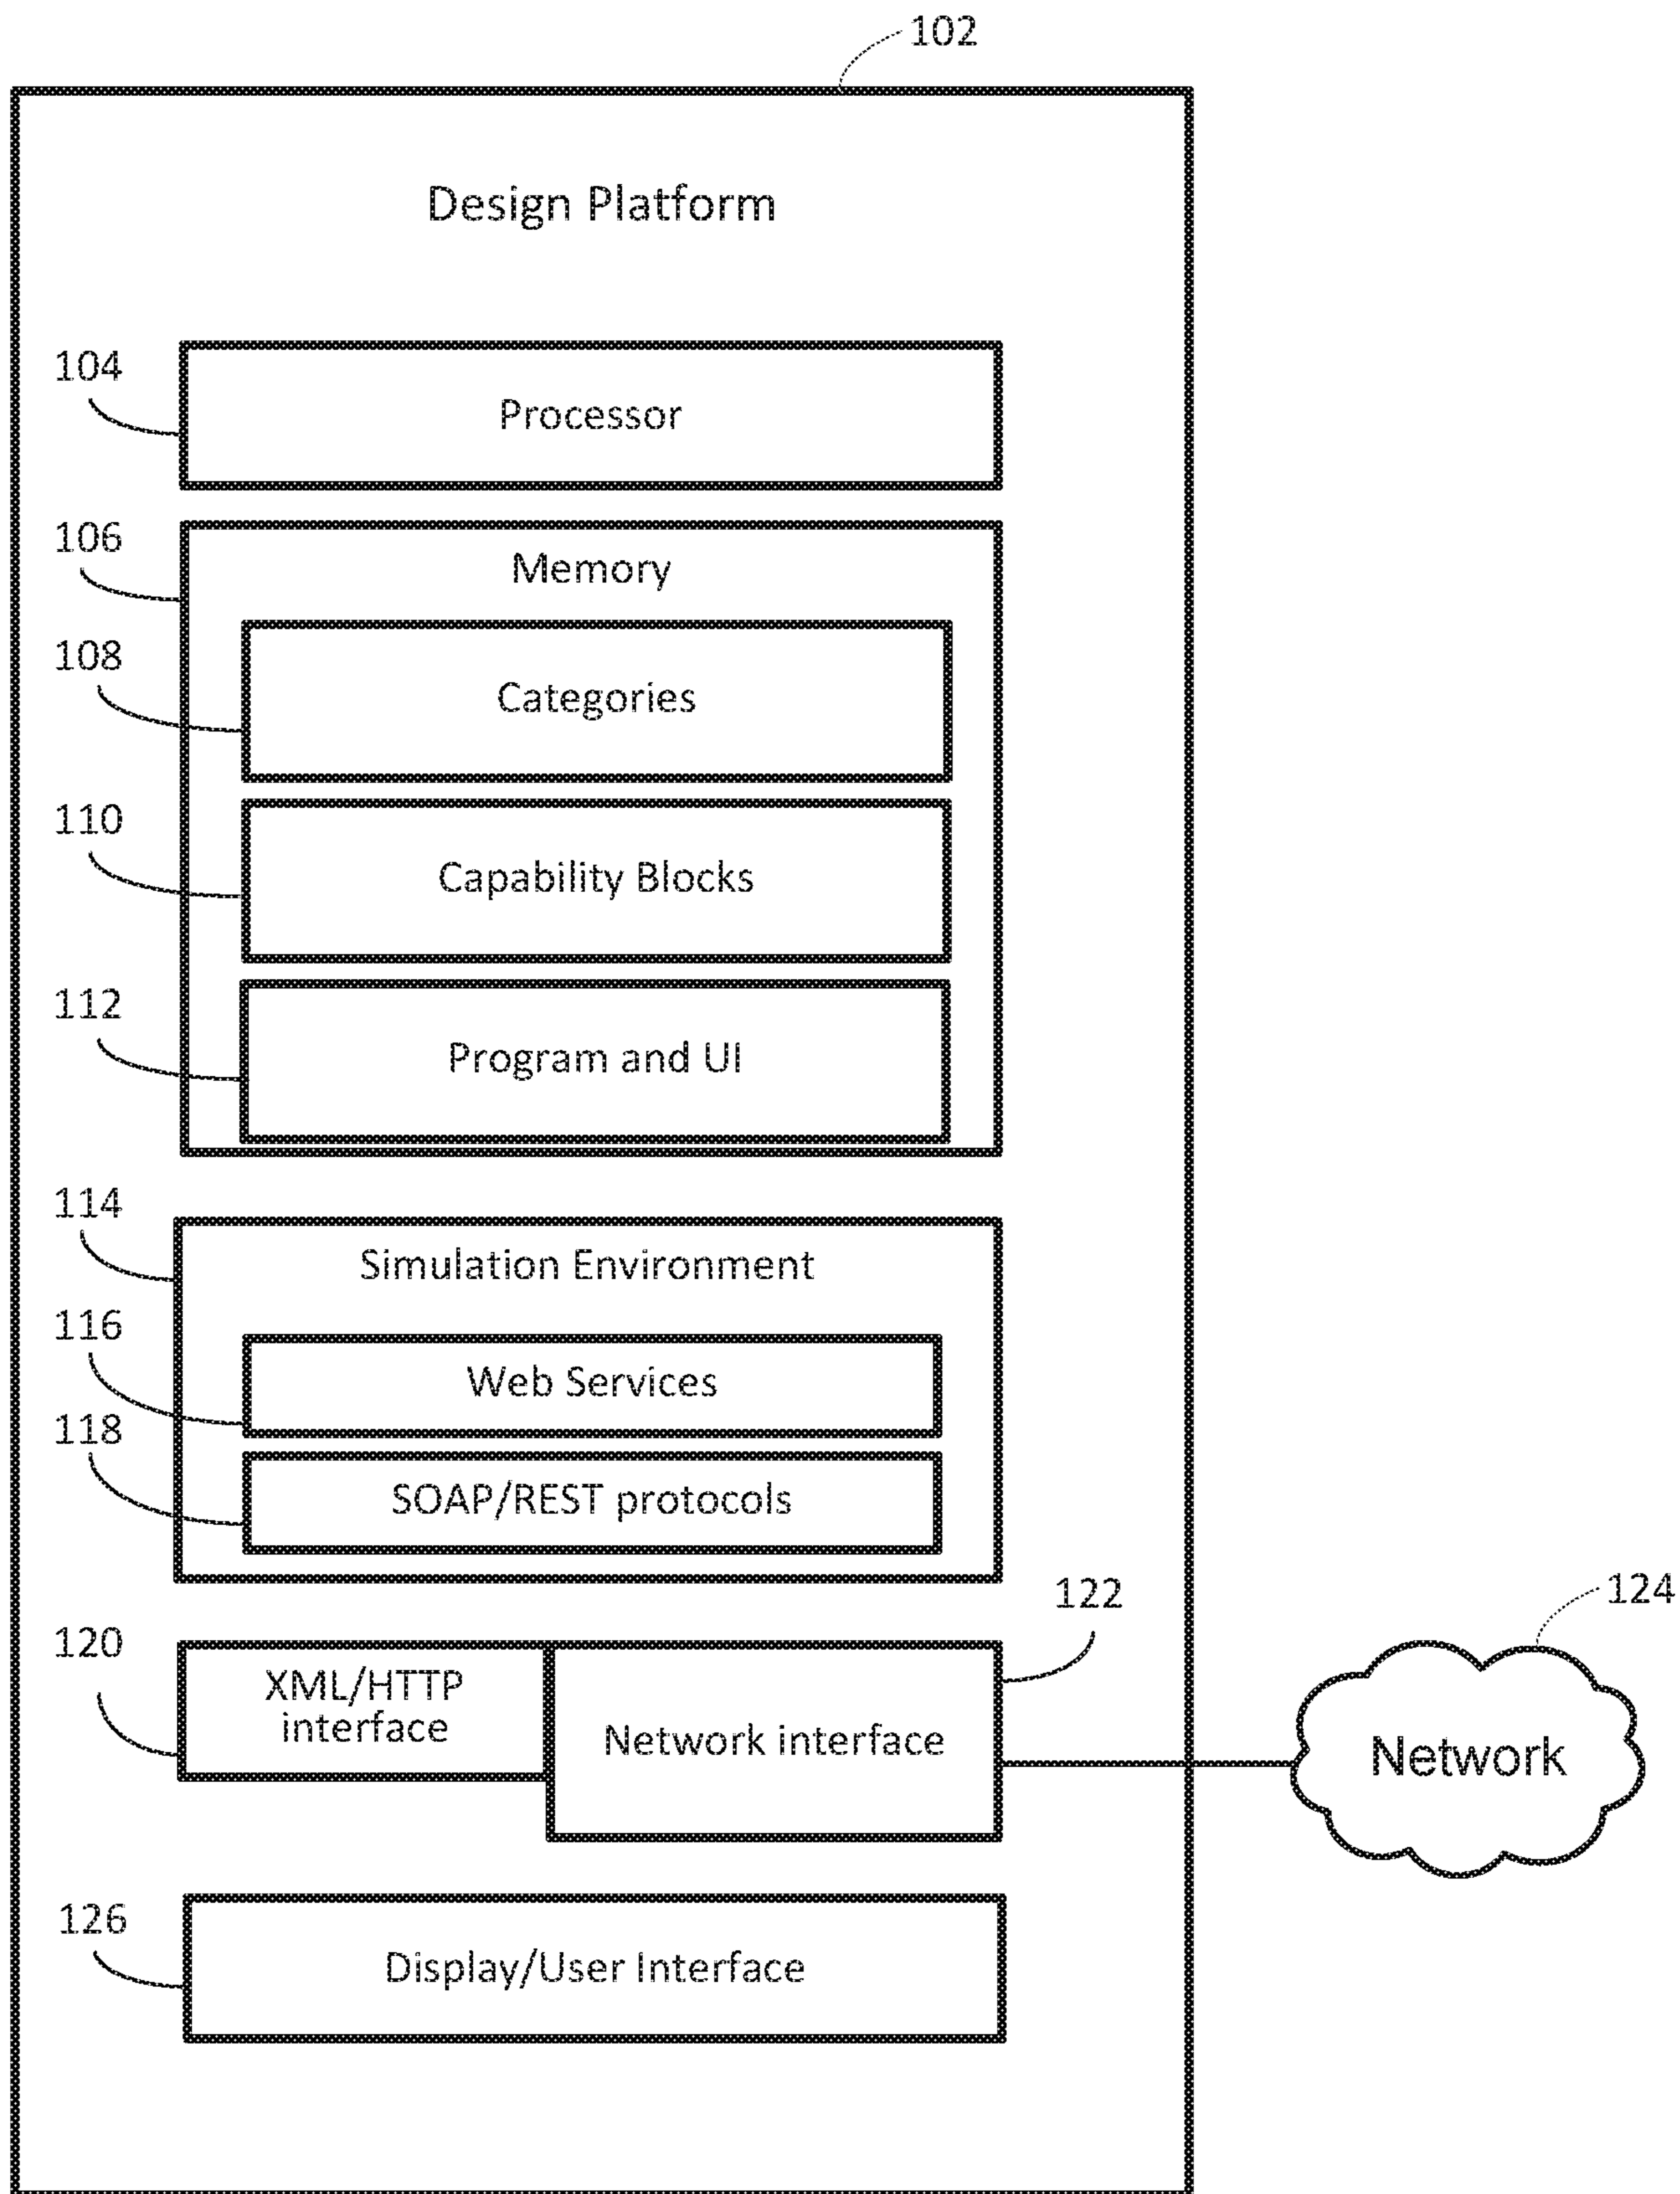 102
Design Platform
104
Processor
106
Memory
108
Categories
110
Capability Blocks
112
Program and UI
114
Simulation Environment
116
Web Services
118
SOAP/REST protocols
122
124
120
XML/HTTP
interface
Network interface
Network
126
Display/User Interface